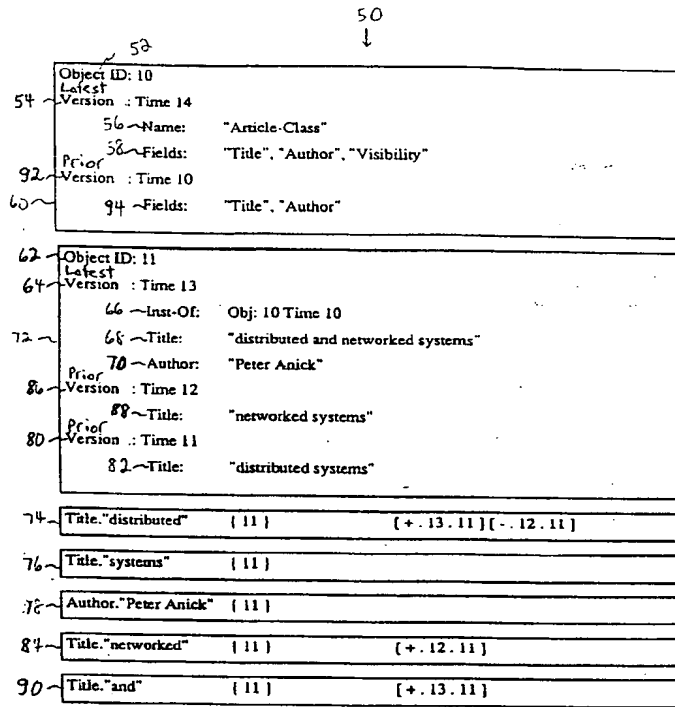 50
52
Object ID: 10
Latest
54 Version .: Time 14
56 Name: "Article-Class"
58 Fields: "Title", "Author", "Visibility"
Prior
92 Version : Time 10
60 94 Fields: "Title", "Author"
62 Object ID: 11
Latest
64 Version : Time 13
66 Inst-Of: Obj: 10 Time 10
72 68 Title: "distributed and networked systems"
70 Author: "Peter Anick"
Prior
86 Version : Time 12
88 Title: "networked systems"
Prior
80 Version .: Time 11
82 Title: "distributed systems"
74 Title."distributed" { 11 } [ + . 13 . 11 ] [ - . 12 . 11 ]
76 Title."systems" { 11 }
78 Author."Peter Anick" { 11 }
84 Title."networked" { 11 } [ + . 12 . 11 ]
90 Title."and" { 11 } [ + . 13 . 11 ]